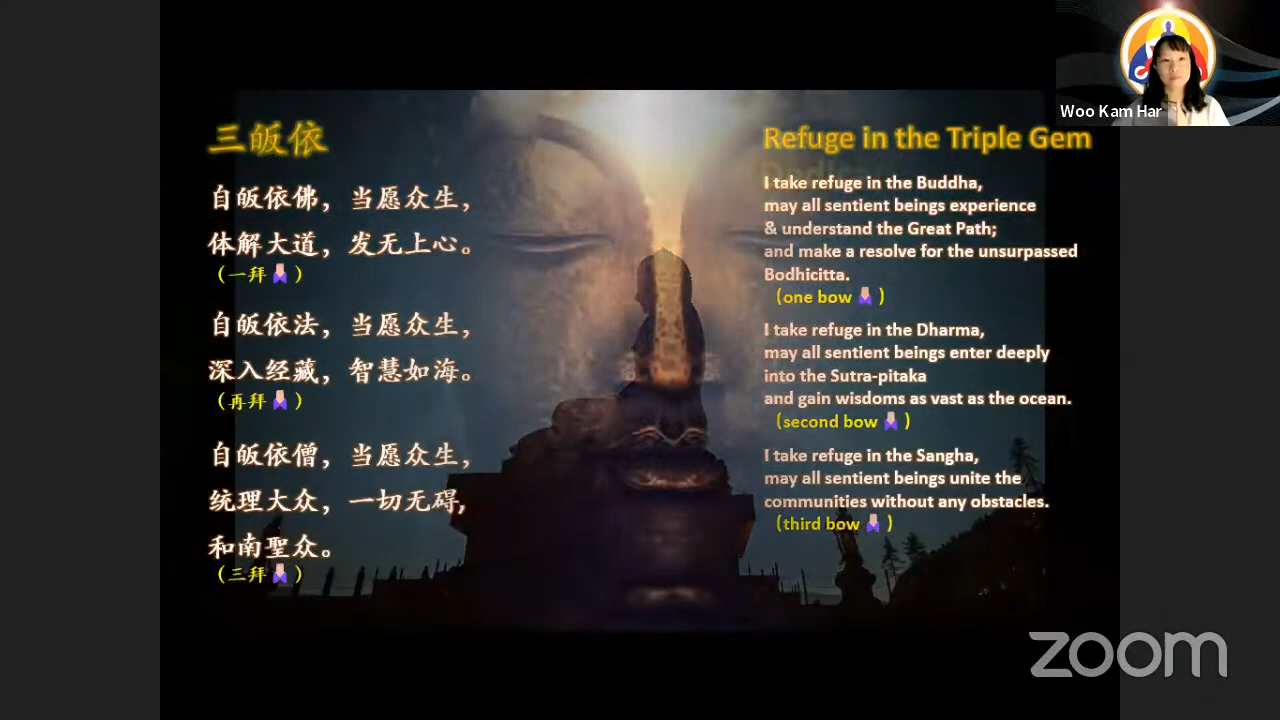 三皈依
自皈依佛，当愿众生，
体解大道，发无上心。
（一拜）
自皈依法，当愿众生，
深入经藏，智慧如海。
（再拜）
自皈依僧，当愿众生，
统理大众，一切无碍,
和南聖众。
（三拜）
Refuge in the Triple Gem
I take refuge in the Buddha,
may all sentient beings experience
& understand the Great Path;
and make a resolve for the unsurpassed
Bodhicitta.
(one bow)
I take refuge in the Dharma,
may all sentient beings enter deeply
into the Sutra-pitaka
and gain wisdoms as vast as the ocean.
(second bow)
I take refuge in the Sangha,
may all sentient beings unite the
communities without any obstacles.
(third bow)
Woo Kam Har
zoom